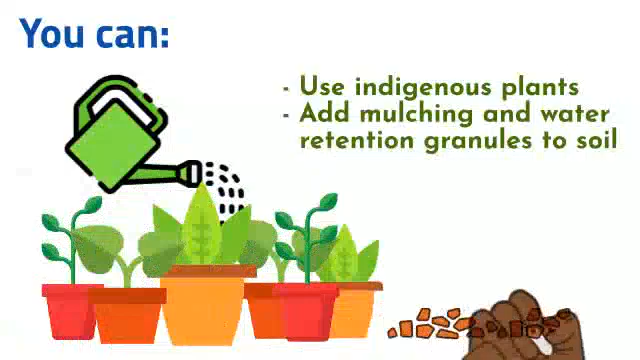 You can:
- Use indigenous plants
- Add mulching and water
retention granules to soil